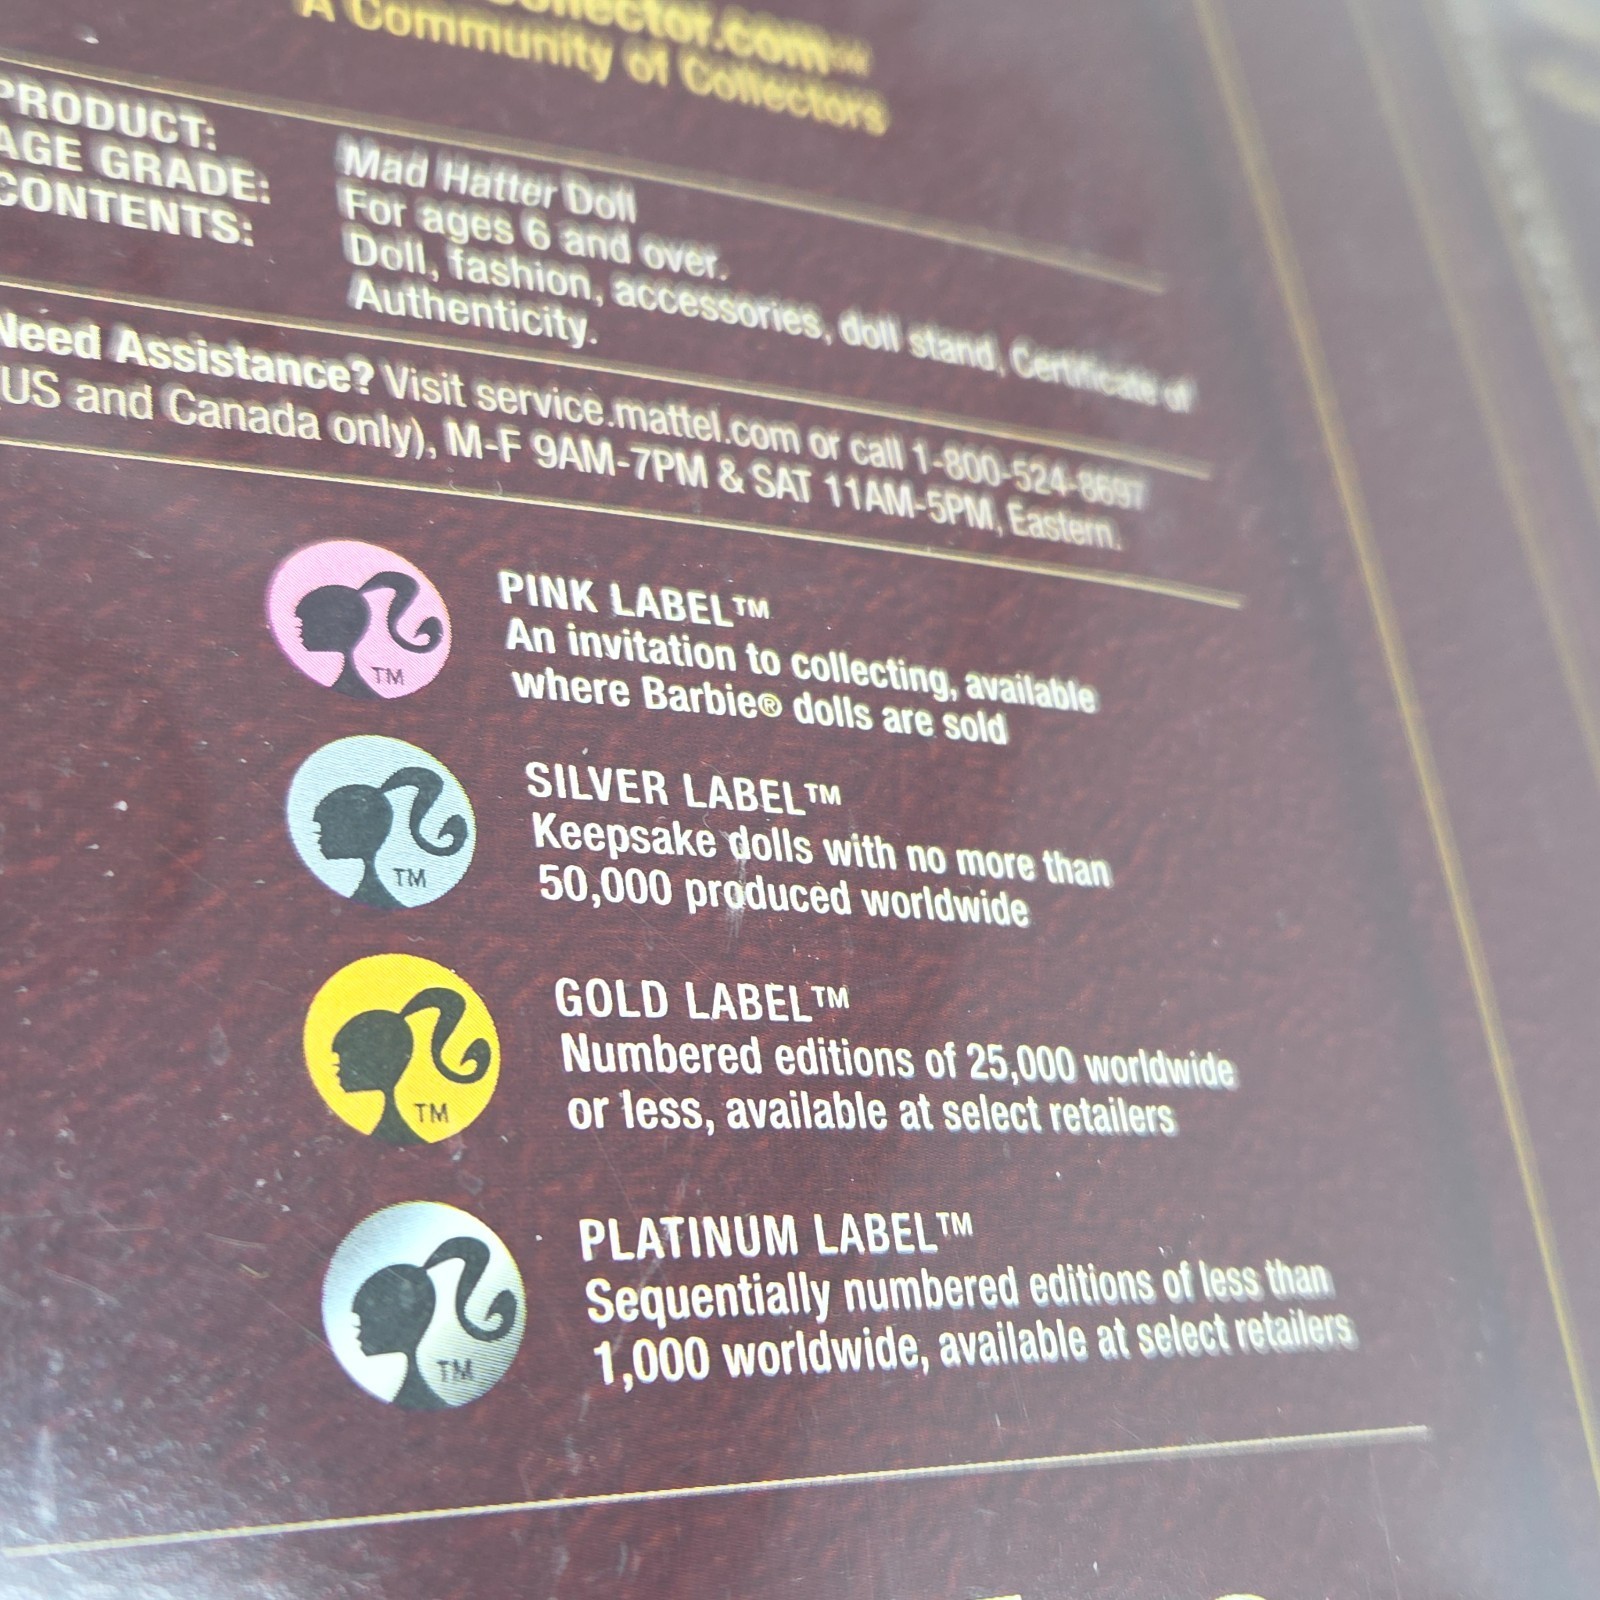 Collector.com
A Community of Collectors
PRODUCT: Mad Hatter Doll
AGE GRADE: For ages 6 and over.
CONTENTS: Doll, fashion, accessories, doll stand, Certificate of
Authenticity.
Need Assistance? Visit service.mattel.com or call 1-800-524-8697
(US and Canada only), M-F 9AM-7PM & SAT 11AM-5PM, Eastern.
TM
PINK LABEL™
An invitation to collecting, available
where Barbie® dolls are sold
TM
SILVER LABEL™
Keepsake dolls with no more than
50,000 produced worldwide
TM
GOLD LABEL™
Numbered editions of 25,000 worldwide
or less, available at select retailers
TM
PLATINUM LABEL™
Sequentially numbered editions of less than
1,000 worldwide, available at select retailers